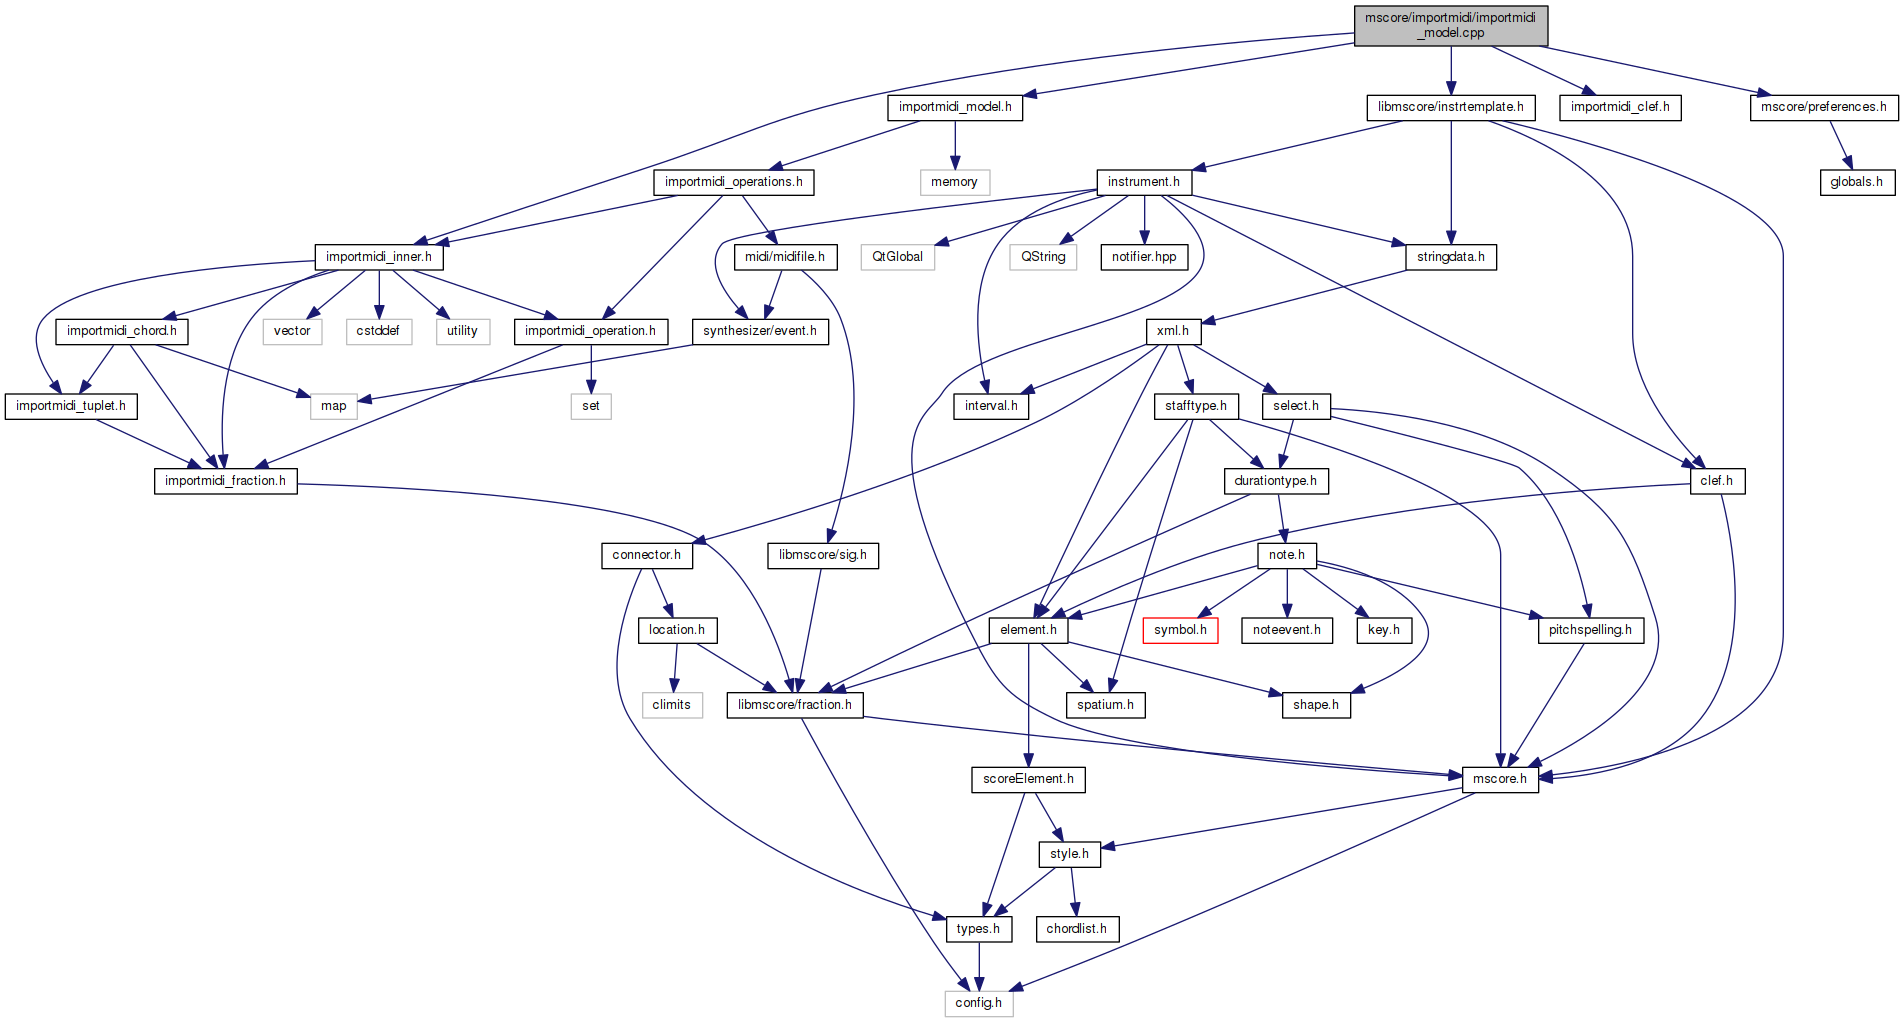 mscore/importmidi/importmidi
_model.cpp
importmidi_model.h
libmscore/instrtemplate.h
importmidi_clef.h
mscore/preferences.h
importmidi_operations.h
memory
instrument.h
globals.h
importmidi_inner.h
midi/midifile.h
QtGlobal
QString
notifier.hpp
stringdata.h
importmidi_chord.h
vector
cstddef
utility
importmidi_operation.h
synthesizer/event.h
xml.h
importmidi_tuplet.h
map
set
interval.h
stafftype.h
select.h
importmidi_fraction.h
durationtype.h
clef.h
connector.h
libmscore/sig.h
note.h
location.h
element.h
symbol.h
noteevent.h
key.h
pitchspelling.h
climits
libmscore/fraction.h
spatium.h
shape.h
scoreElement.h
mscore.h
style.h
types.h
chordlist.h
config.h